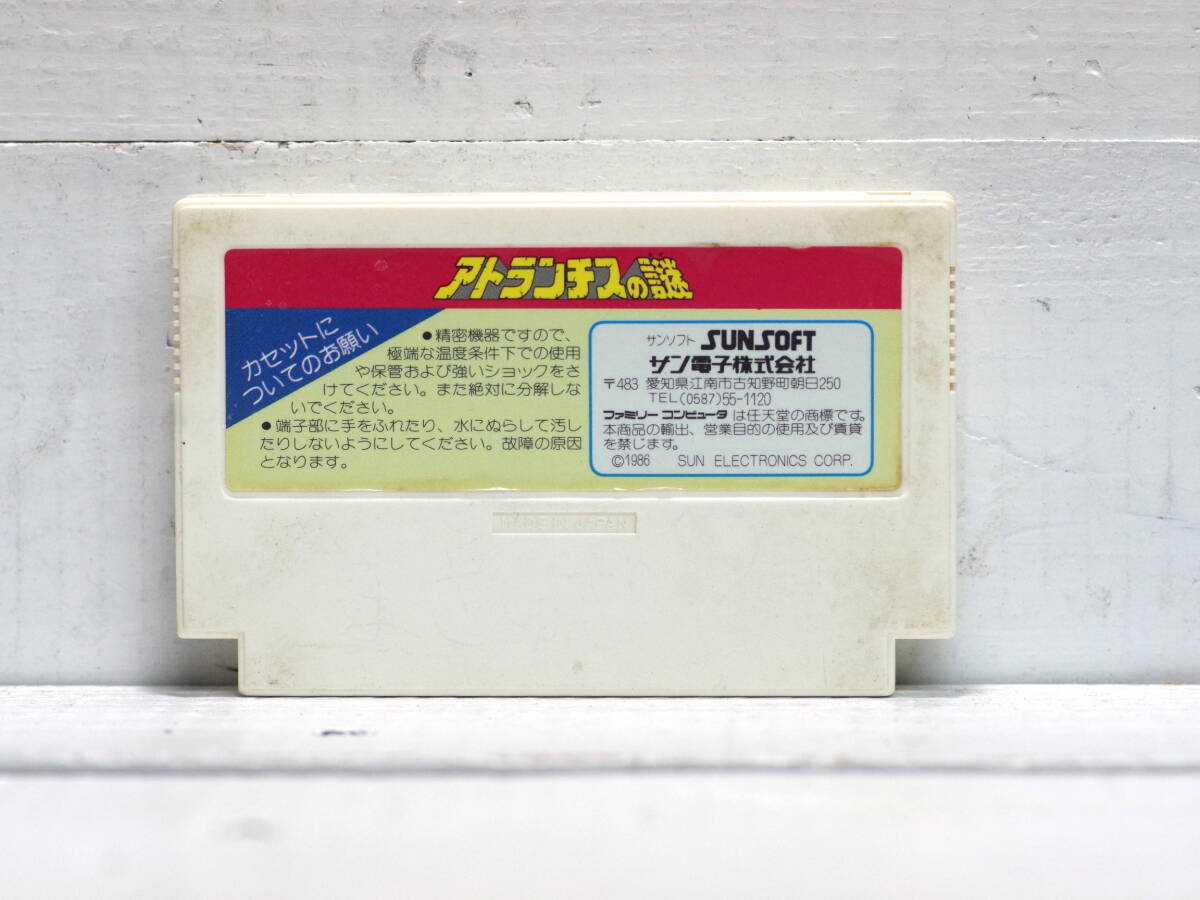 アトランチスの謎
カセットに
ついてのお願い
●精密機器ですので、
極端な温度条件下での使用
や保管および強いショックをさ
けてください。また絶対に分解しな
いでください。
●端子部に手をふれたり、水にぬらして汚し
たりしないようにしてください。故障の原因
となります。
サンソフト SUNSOFT
サン電子株式会社
〒483 愛知県江南市古知野町朝日250
TEL(0587)55-1120
ファミリー コンピュータ は任天堂の商標です。
本商品の輸出、営業目的の使用及び賃貸
を禁じます。
©1986 SUN ELECTRONICS CORP.
MADE IN JAPAN